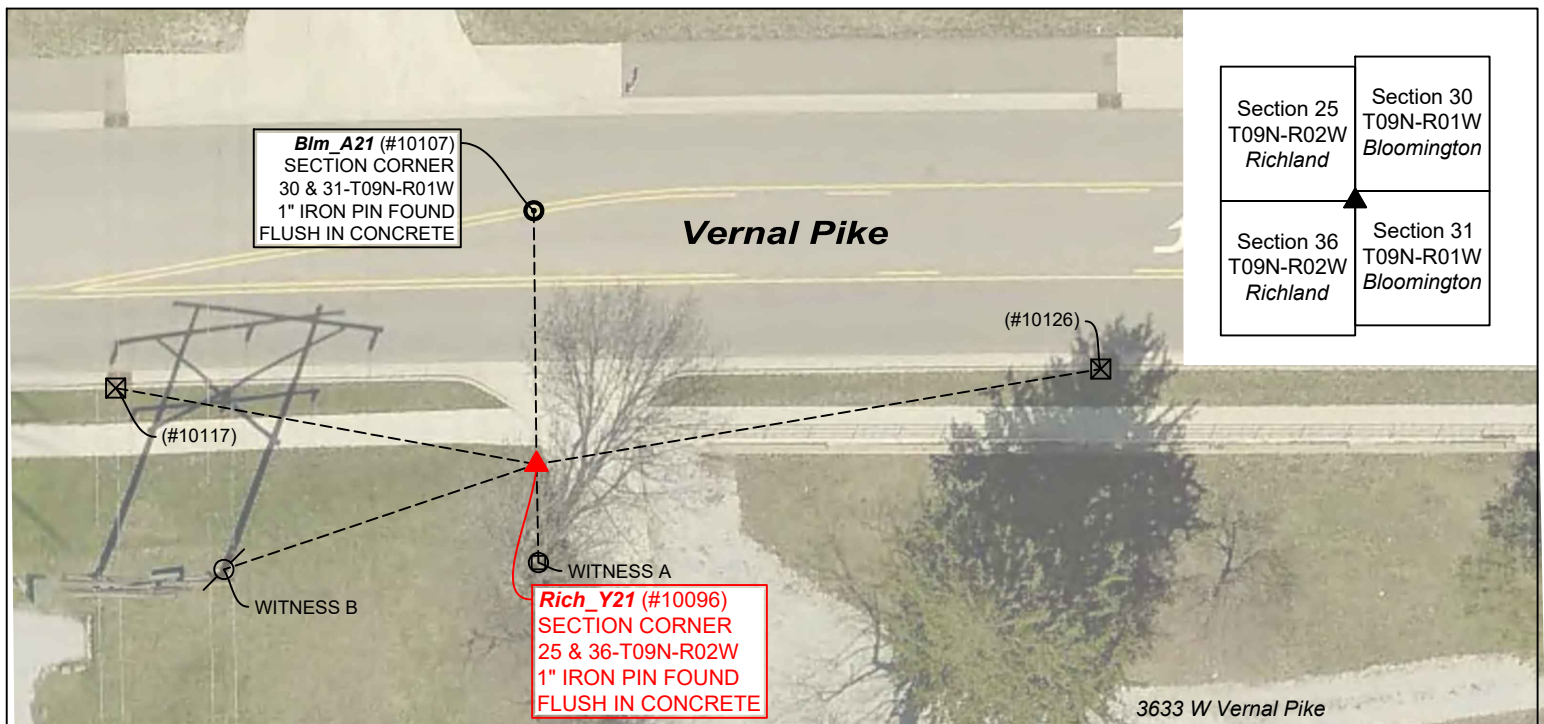 Blm_A21 (#10107)
SECTION CORNER
30 & 31-T09N-R01W
1" IRON PIN FOUND
FLUSH IN CONCRETE
Vernal Pike
Section 25
T09N-R02W
Richland
Section 30
T09N-R01W
Bloomington
Section 36
T09N-R02W
Richland
Section 31
T09N-R01W
Bloomington
(#10126)
(#10117)
WITNESS A
WITNESS B
Rich_Y21 (#10096)
SECTION CORNER
25 & 36-T09N-R02W
1" IRON PIN FOUND
FLUSH IN CONCRETE
3633 W Vernal Pike